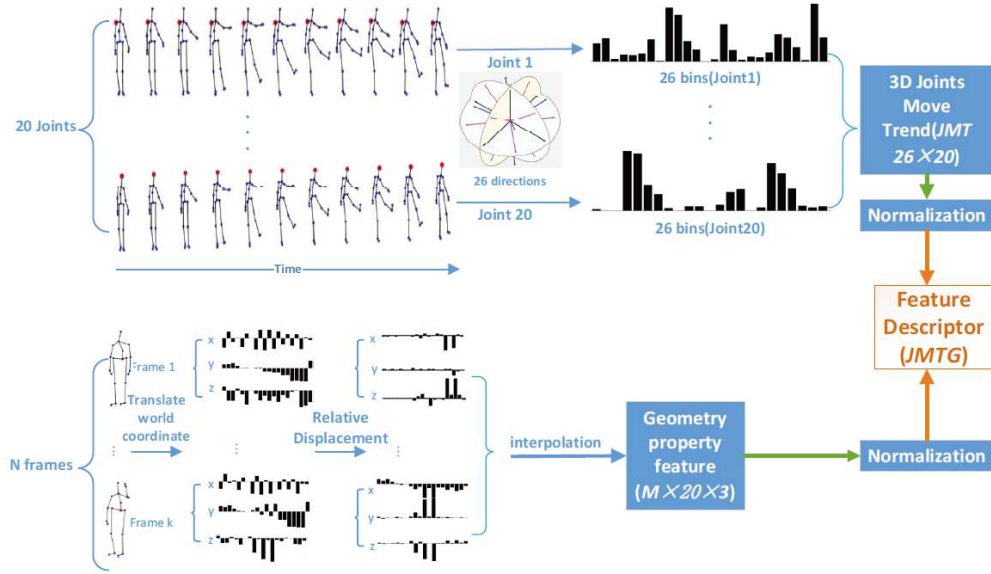 20 Joints
Joint 1
26 directions
Joint 20
Time
26 bins(Joint1)
26 bins(Joint20)
3D Joints
Move
Trend(JMT
26×20)
Normalization
Feature
Descriptor
(JMTG)
N frames
Frame 1
Translate
world
coordinate
Frame k
x
y
z
x
y
z
Relative
Displacement
x
y
z
x
y
z
interpolation
Geometry
property
feature
(M×20×3)
Normalization